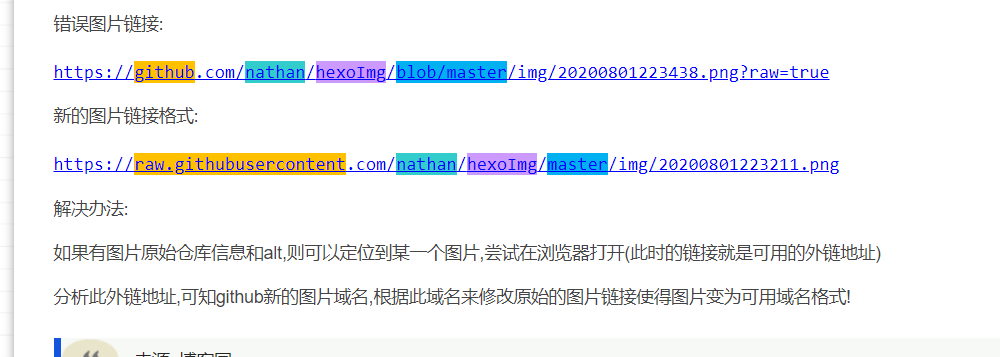 错误图片链接:
https://github.com/nathan/hexoImg/blob/master/img/20200801223438.png?raw=true
新的图片链接格式:
https://raw.githubusercontent.com/nathan/hexoImg/master/img/20200801223211.png
解决办法:
如果有图片原始仓库信息和alt,则可以定位到某一个图片,尝试在浏览器打开(此时的链接就是可用的外链地址)
分析此外链地址,可知github新的图片域名,根据此域名来修改原始的图片链接使得图片变为可用域名格式!